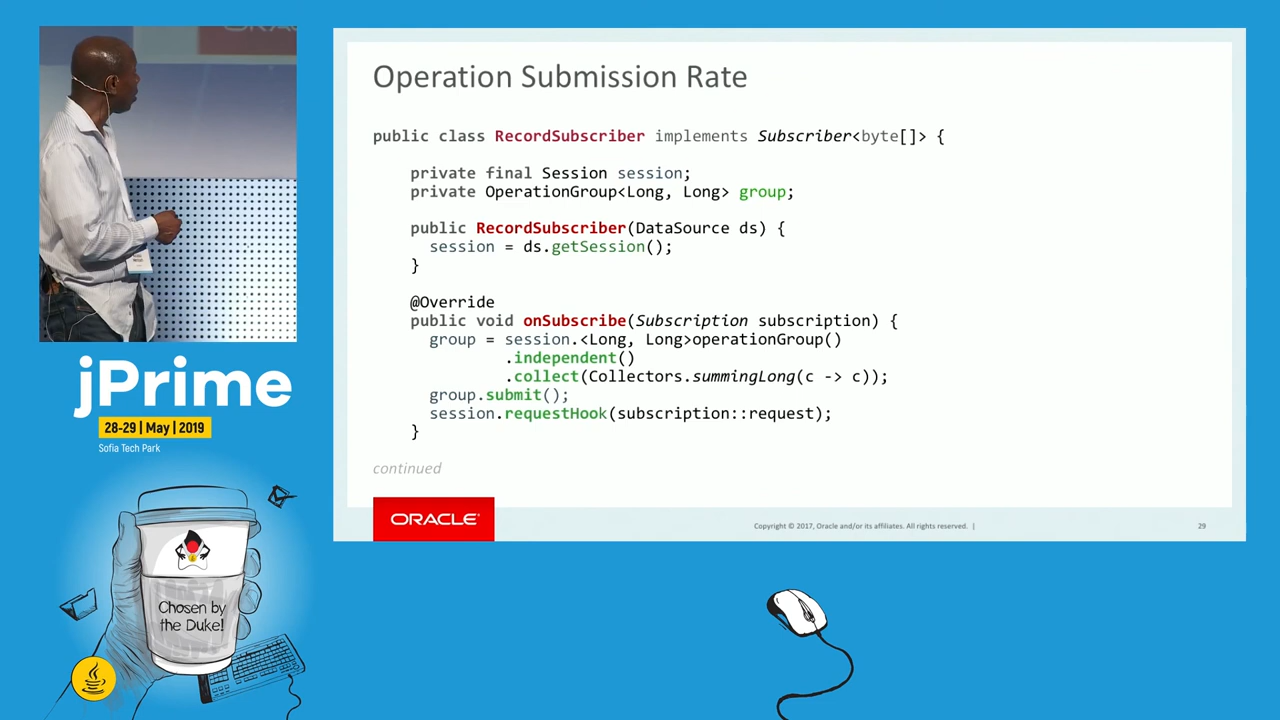 Operation Submission Rate
public class RecordSubscriber implements Subscriber<byte[]> {
private final Session session;
private OperationGroup<Long, Long> group;
public RecordSubscriber(DataSource ds) {
session = ds.getSession();
}
@Override
public void onSubscribe(Subscription subscription) {
group = session.<Long, Long>operationGroup()
.independent()
.collect(Collectors.summingLong(c -> c));
group.submit();
session.requestHook(subscription::request);
}
continued
ORACLE
Copyright © 2017, Oracle and/or its affiliates. All rights reserved. |
29
jPrime
28-29 | May | 2019
Sofia Tech Park
Chosen by
the Duke!